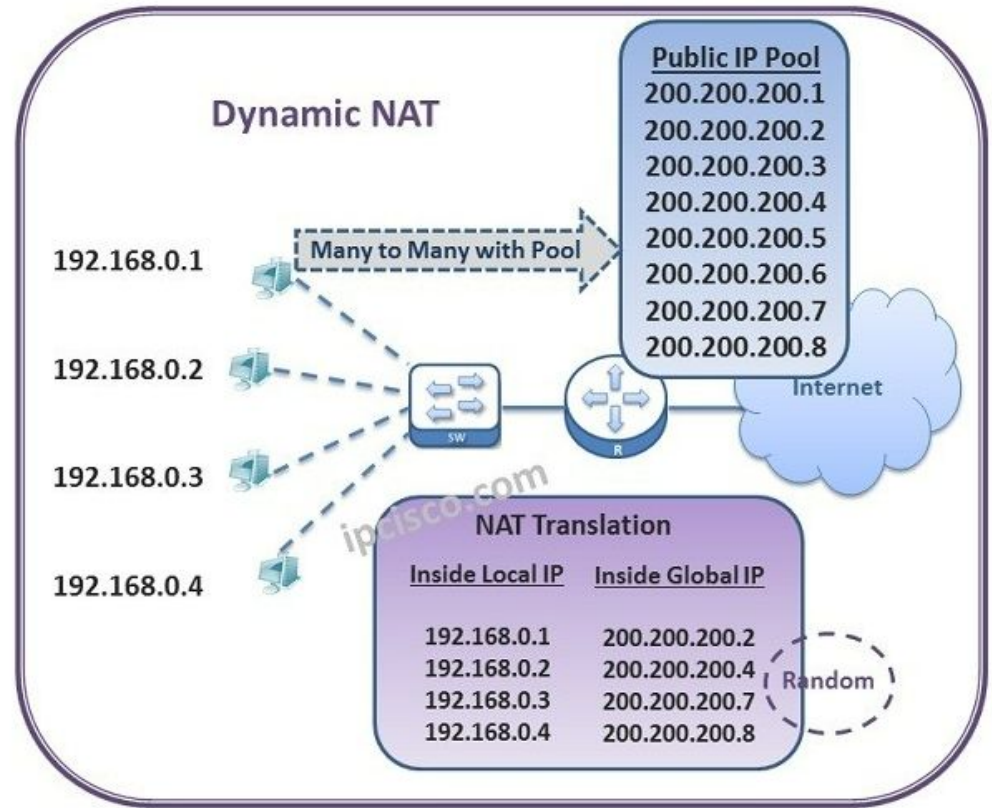 Dynamic NAT
Public IP Pool
200.200.200.1
200.200.200.2
200.200.200.3
200.200.200.4
200.200.200.5
200.200.200.6
200.200.200.7
200.200.200.8
192.168.0.1
Many to Many with Pool
192.168.0.2
Internet
SW
R
192.168.0.3
ipcisco.com
192.168.0.4
NAT Translation
Inside Local IP Inside Global IP
192.168.0.1 200.200.200.2
192.168.0.2 200.200.200.4
192.168.0.3 200.200.200.7
192.168.0.4 200.200.200.8
Random